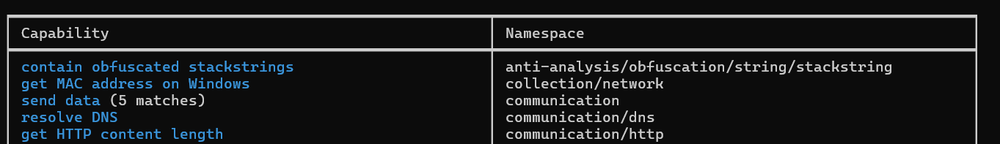 Capability Namespace
contain obfuscated stackstrings anti-analysis/obfuscation/string/stackstring
get MAC address on Windows collection/network
send data (5 matches) communication
resolve DNS communication/dns
get HTTP content length communication/http